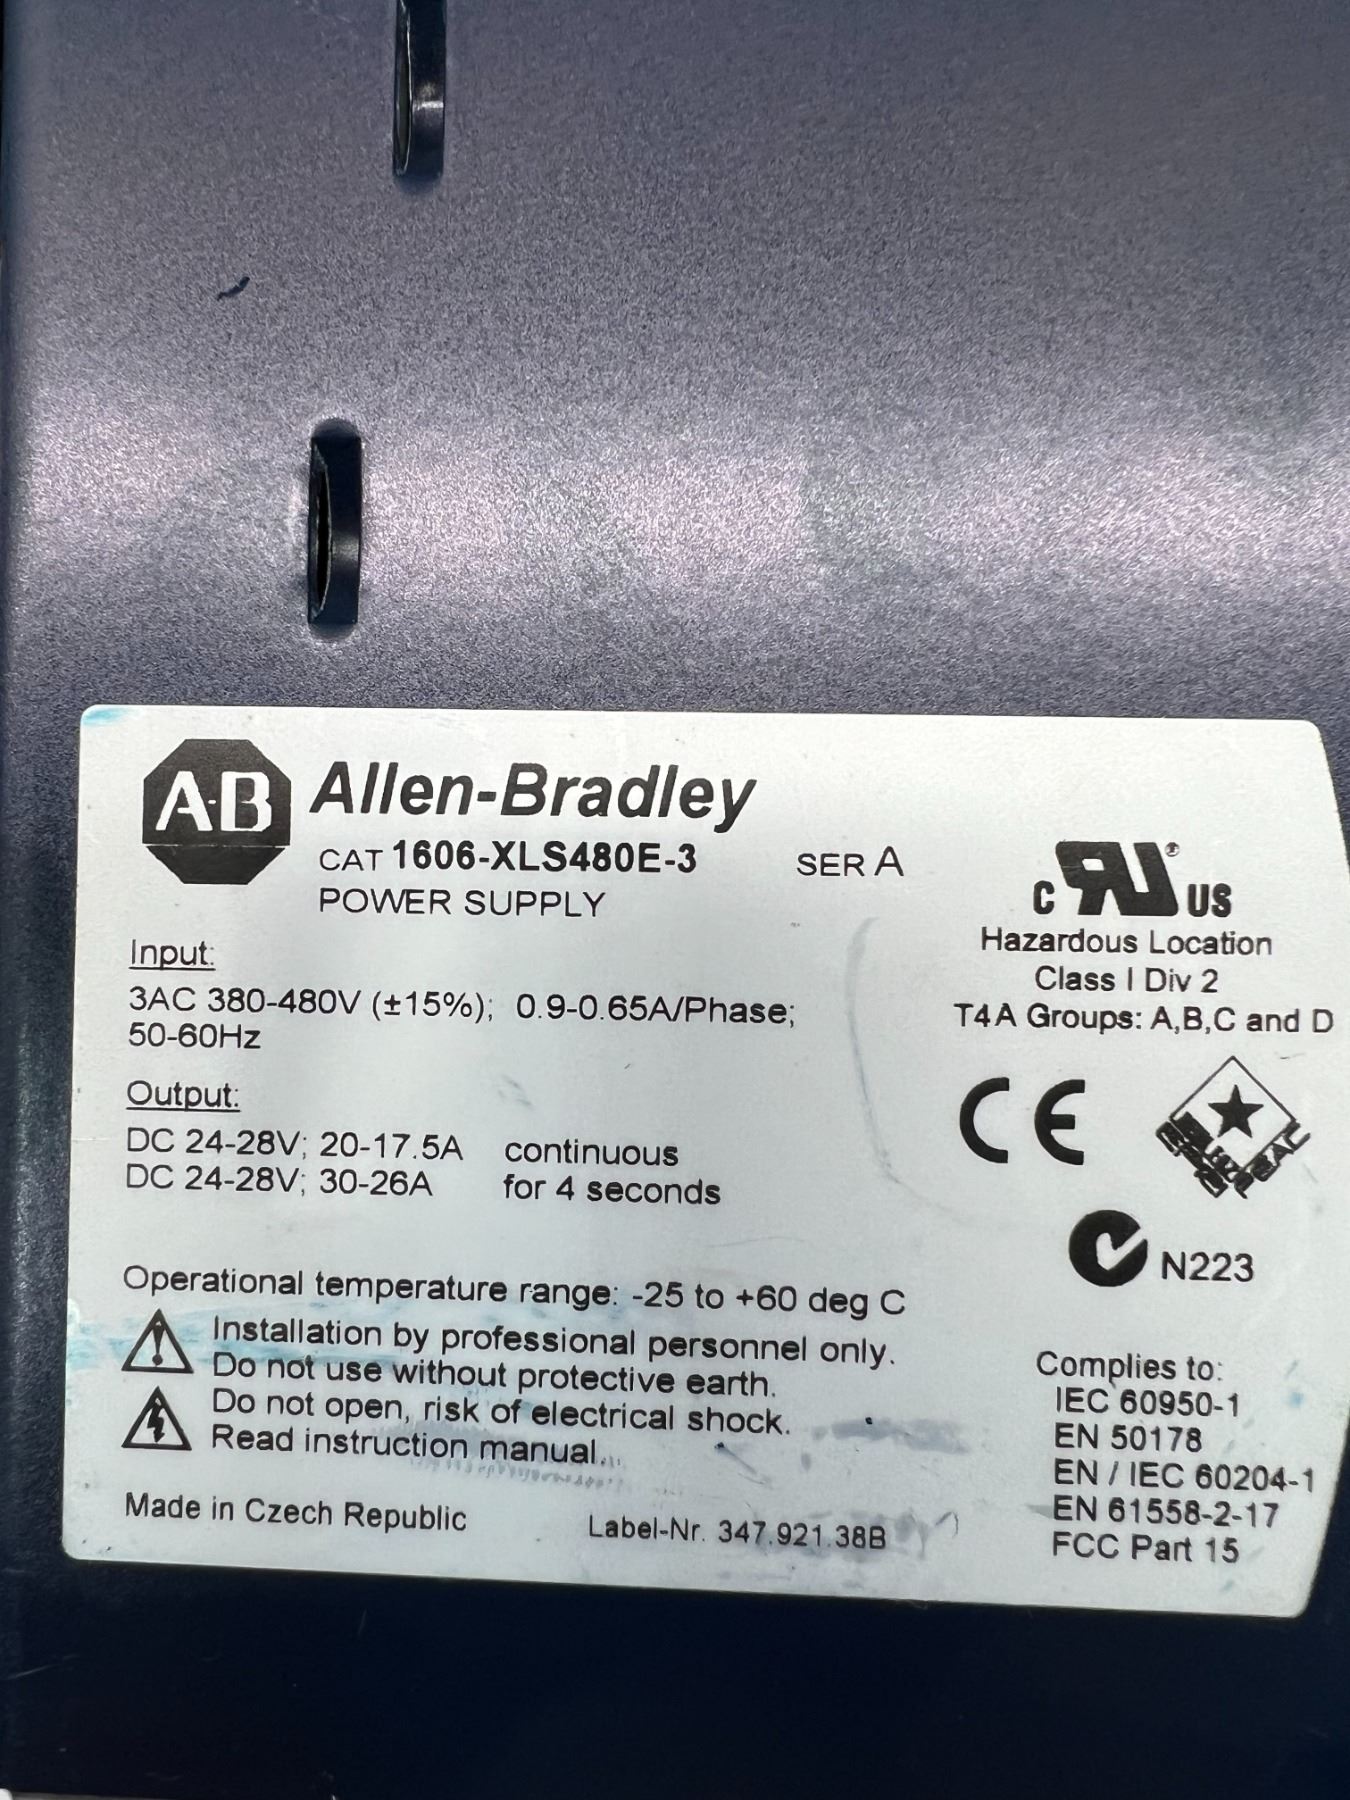 A·B Allen-Bradley
CAT 1606-XLS480E-3 SER A
POWER SUPPLY
Input:
3AC 380-480V (±15%); 0.9-0.65A/Phase;
50-60Hz
Output:
DC 24-28V; 20-17.5A continuous
DC 24-28V; 30-26A for 4 seconds
Operational temperature range: -25 to +60 deg C
Installation by professional personnel only.
Do not use without protective earth.
Do not open, risk of electrical shock.
Read instruction manual.
Made in Czech Republic
Label-Nr. 347.921.38B
C RU® US
Hazardous Location
Class I Div 2
T4A Groups: A,B,C and D
CE
N223
Complies to:
IEC 60950-1
EN 50178
EN / IEC 60204-1
EN 61558-2-17
FCC Part 15